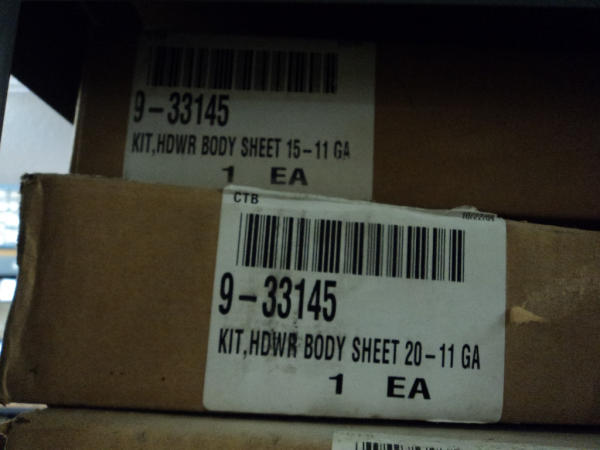 9-33145
KIT,HDWR BODY SHEET 15-11 GA
1 EA
CTB
9-33145
KIT,HDWR BODY SHEET 20-11 GA
1 EA